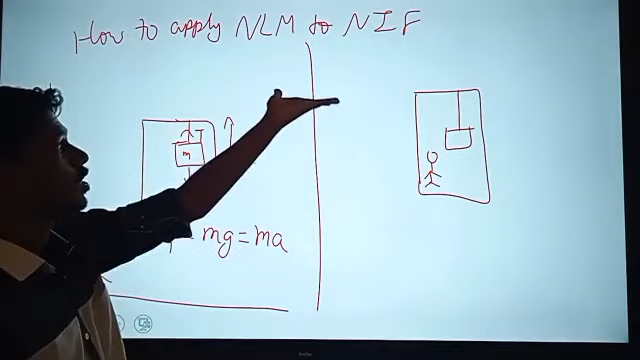 How to apply NLM to NIF
T
m
- mg = ma